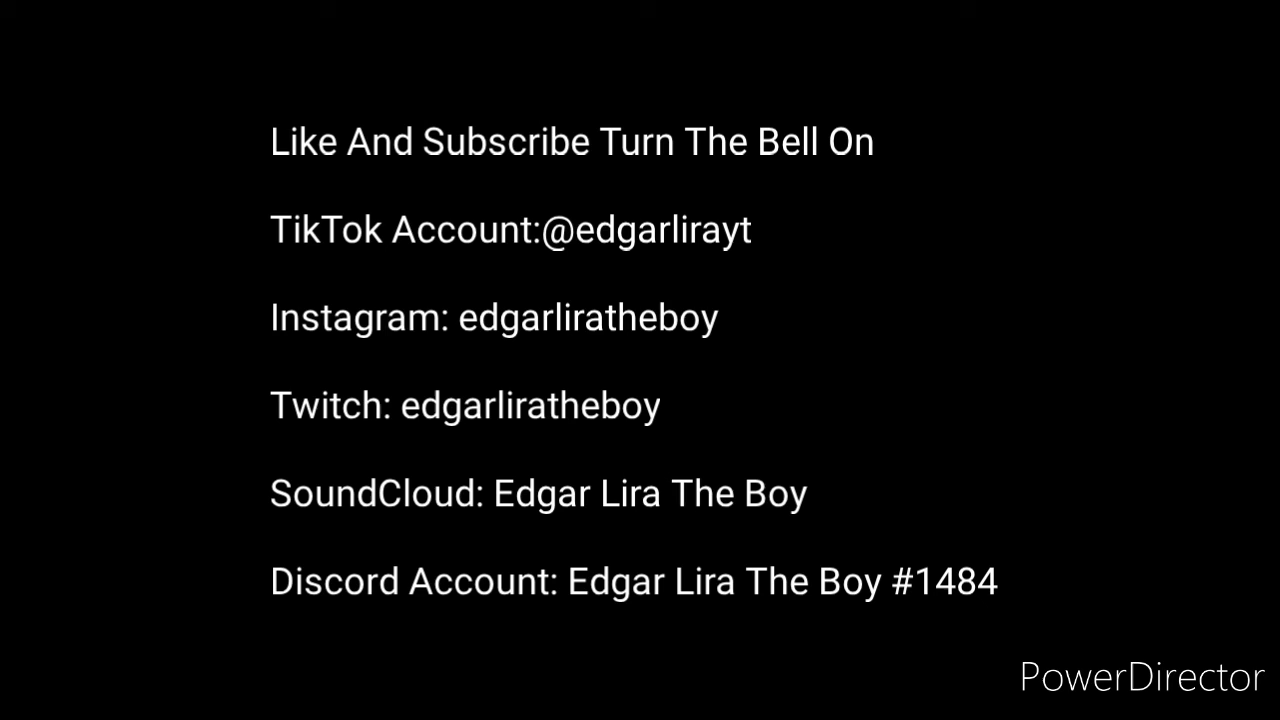 Like And Subscribe Turn The Bell On
TikTok Account:@edgarlirayt
Instagram: edgarliratheboy
Twitch: edgarliratheboy
SoundCloud: Edgar Lira The Boy
Discord Account: Edgar Lira The Boy #1484
PowerDirector